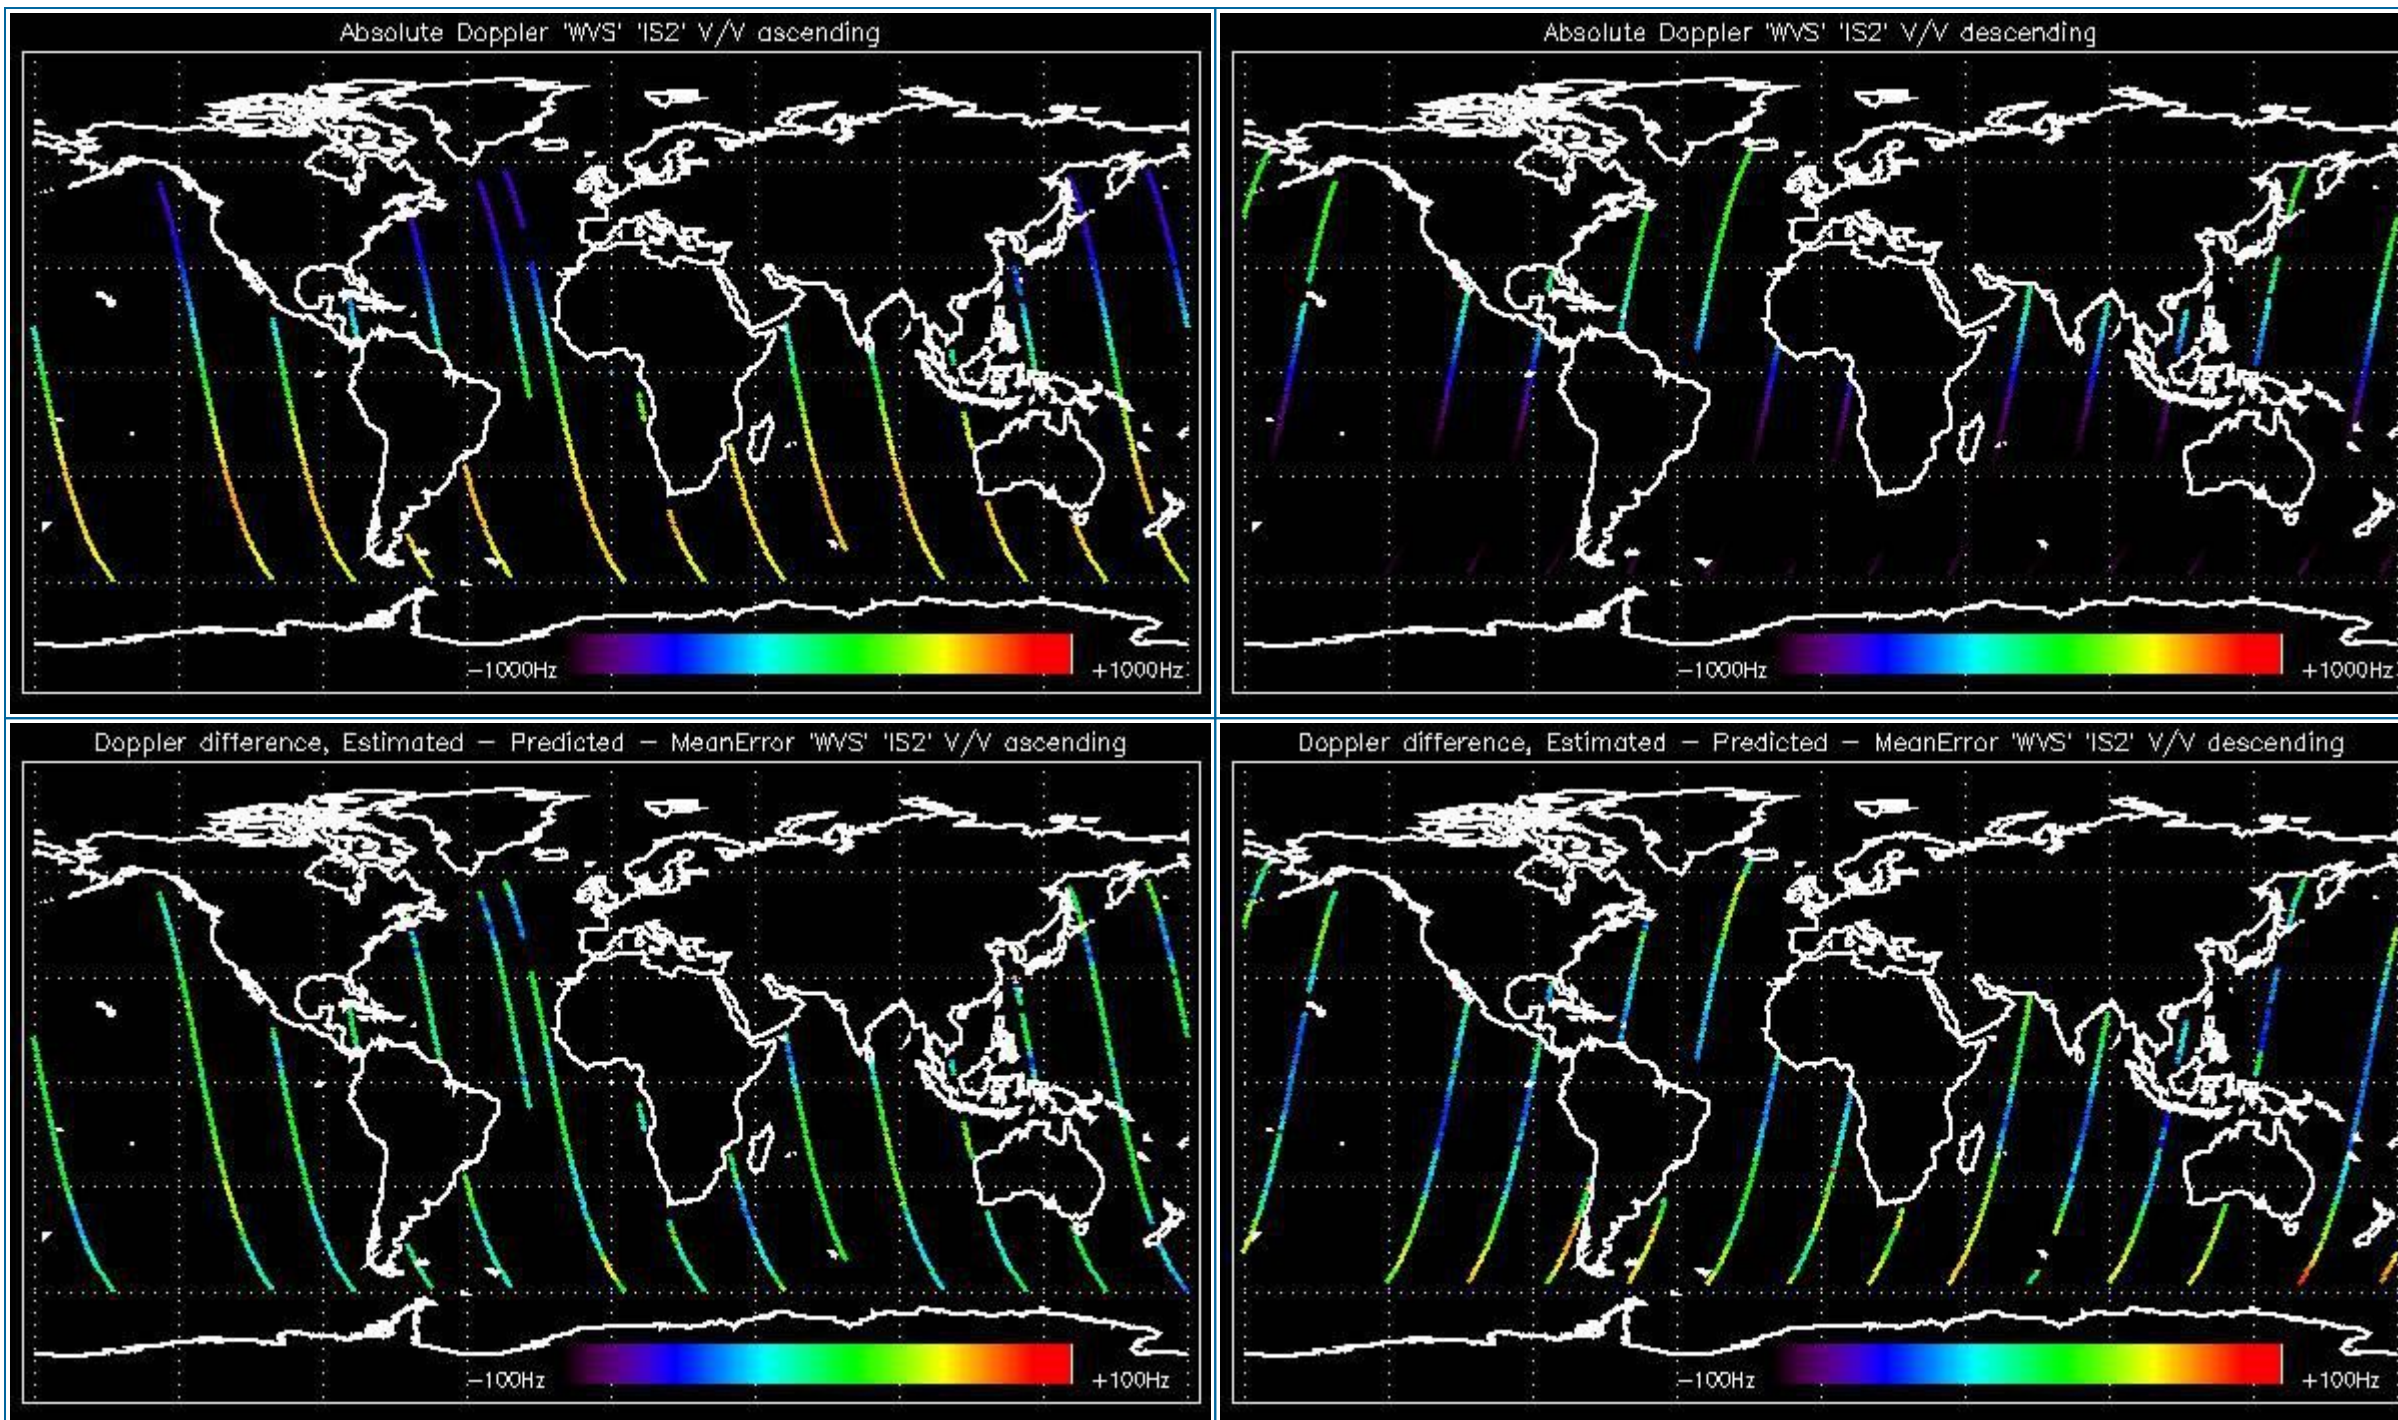 Absolute Doppler 'WVS' 'IS2' V/V ascending
−1000Hz
+1000Hz
Absolute Doppler 'WVS' 'IS2' V/V descending
−1000Hz
+1000Hz
Doppler difference, Estimated − Predicted − MeanError 'WVS' 'IS2' V/V ascending
−100Hz
+100Hz
Doppler difference, Estimated − Predicted − MeanError 'WVS' 'IS2' V/V descending
−100Hz
+100Hz